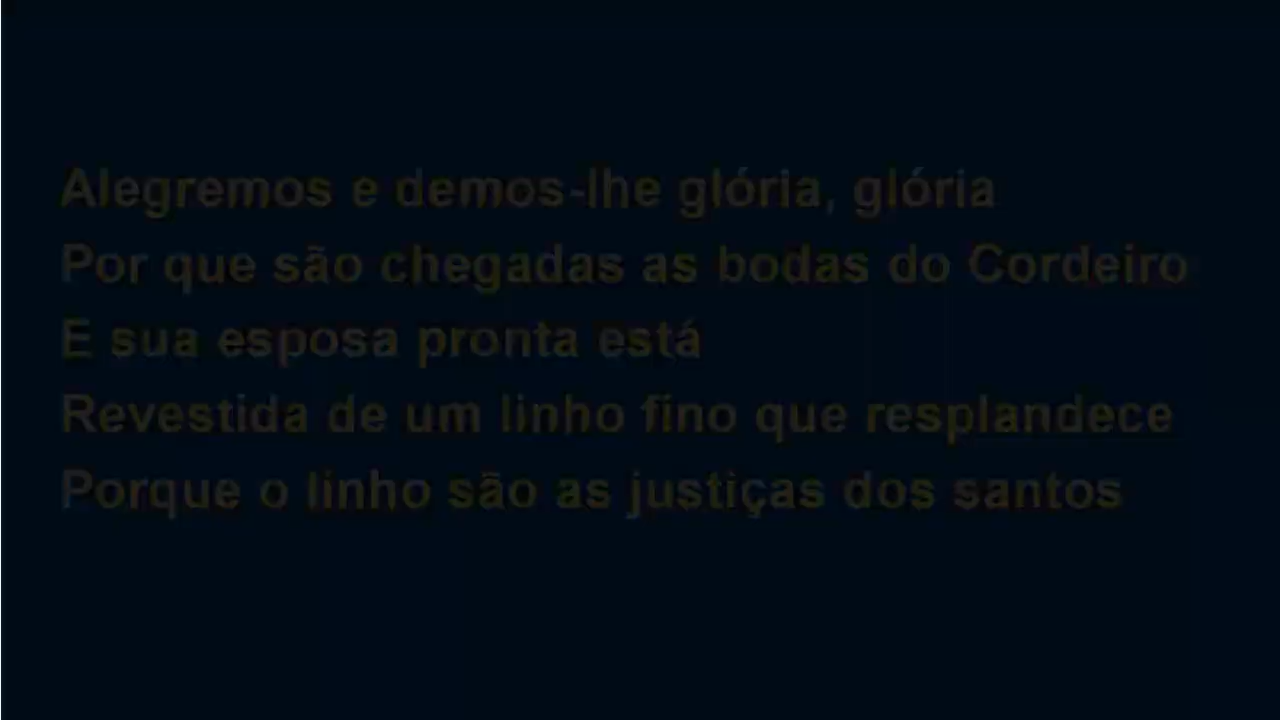 Alegremos e demos-lhe glória, glória
Por que são chegadas as bodas do Cordeiro
E sua esposa pronta está
Revestida de um linho fino que resplandece
Porque o linho são as justiças dos santos